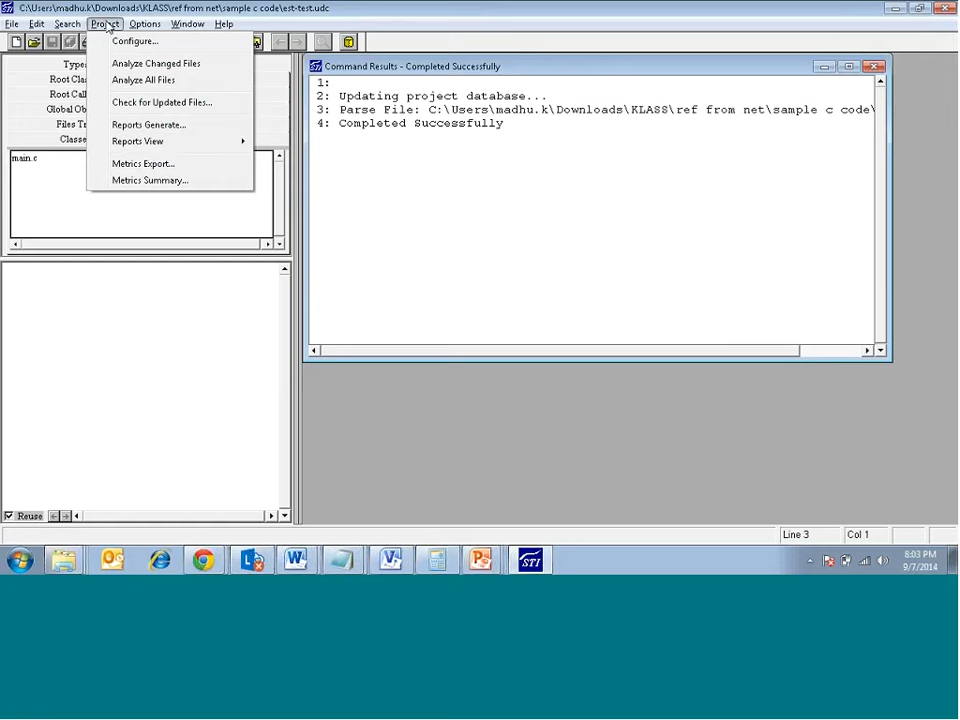 C:\Users\madhu.k\Downloads\KLASS\ref from net\sample c code\est-test.udc
File Edit Search Project Options Window Help
Configure...
Analyze Changed Files
Analyze All Files
Check for Updated Files...
Reports Generate...
Reports View
Metrics Export...
Metrics Summary...
Types
Root Clas
Root Call
Global Ob
Files Tr
Classe
main.c
Reuse
STI Command Results - Completed Successfully
1:
2: Updating project database...
3: Parse File: C:\Users\madhu.k\Downloads\KLASS\ref from net\sample c code\
4: Completed Successfully
Line 3 Col 1
STI
8:03 PM
9/7/2014